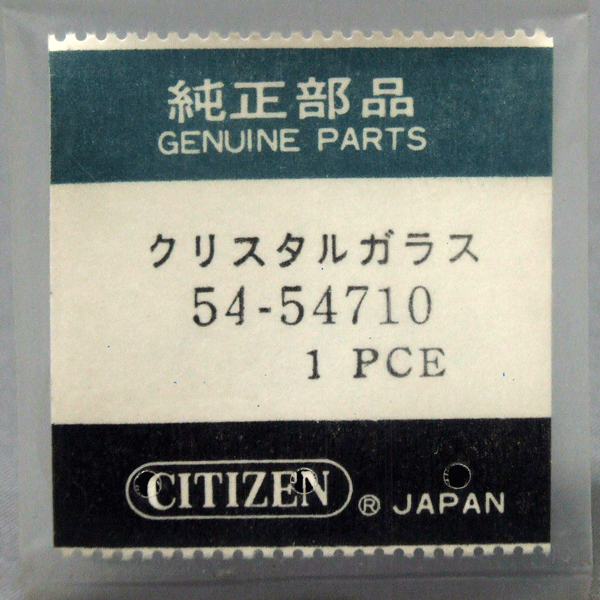 純正部品
GENUINE PARTS
クリスタルガラス
54-54710
1 PCE
CITIZEN ® JAPAN